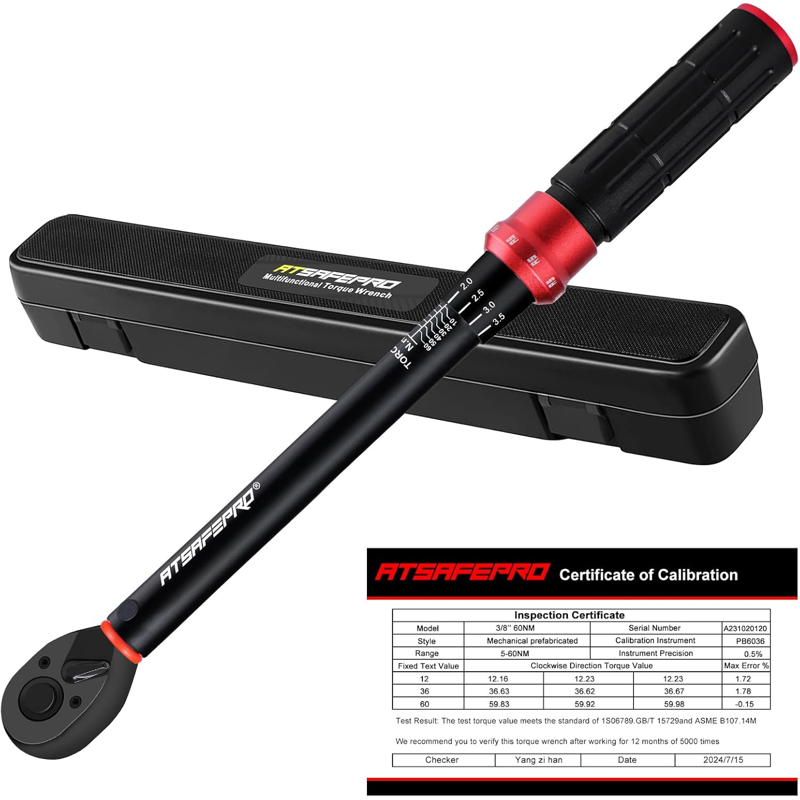 ATSAFEPRO
Multifunctional Torque Wrench
2.0
2.5
3.0
3.5
ATSAFEPRO®
ATSAFEPRO Certificate of Calibration
Inspection Certificate
Model 3/8" 60NM Serial Number A231020120
Style Mechanical prefabricated Calibration Instrument PB6036
Range 5-60NM Instrument Precision 0.5%
Fixed Text Value Clockwise Direction Torque Value Max Error %
12 12.16 12.23 12.23 1.72
36 36.63 36.62 36.67 1.78
60 59.83 59.92 59.98 -0.15
Test Result: The test torque value meets the standard of 1S06789.GB/T 15729and ASME B107.14M
We recommend you to verify this torque wrench after working for 12 months of 5000 times
Checker Yang zi han Date 2024/7/15